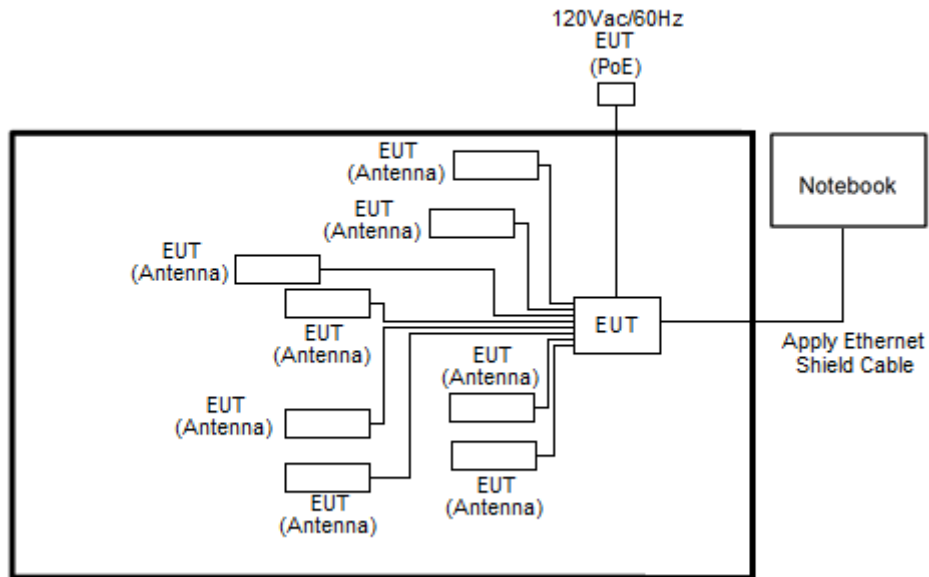 120Vac/60Hz
EUT
(PoE)
EUT
(Antenna)
Notebook
EUT
(Antenna)
EUT
(Antenna)
EUT
EUT
(Antenna)
Apply Ethernet
Shield Cable
EUT
(Antenna)
EUT
(Antenna)
EUT
(Antenna)
EUT
(Antenna)